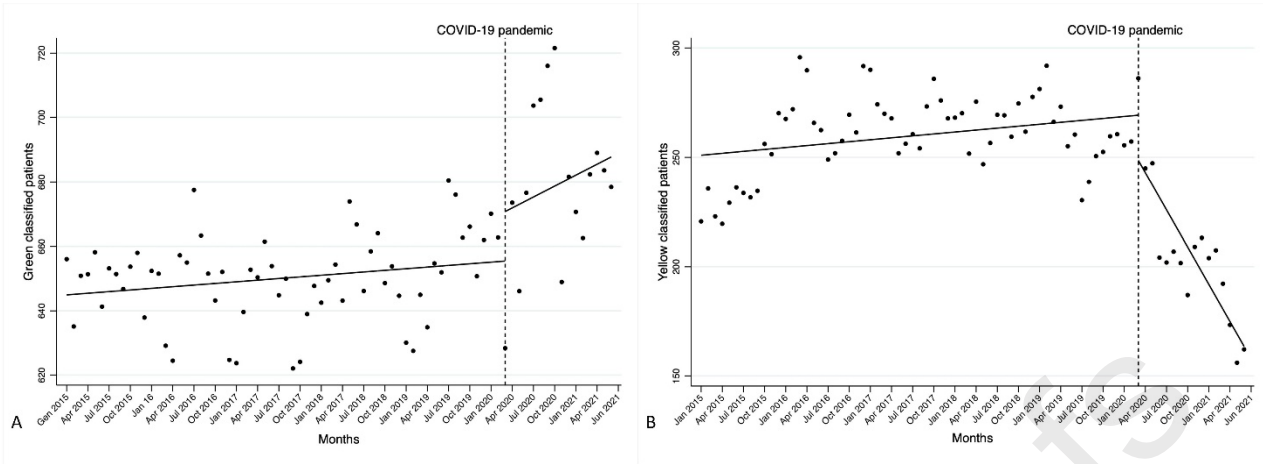 COVID-19 pandemic
Green classified patients
720
700
680
660
640
620
Gen 2015
Apr 2015
Jul 2015
Oct 2015
Jan 16
Apr 2016
Jul 2016
Oct 2016
Jan 2017
Apr 2017
Jul 2017
Oct 2017
Jan 2018
Apr 2018
Jul 2018
Oct 2018
Jan 2019
Apr 2019
Jul 2019
Oct 2019
Jan 2020
Apr 2020
Jul 2020
Oct 2020
Jan 2021
Apr 2021
Jun 2021
Months
A
COVID-19 pandemic
Yellow classified patients
300
250
200
150
Jan 2015
Apr 2015
Jul 2015
Oct 2015
Jan 2016
Apr 2016
Jul 2016
Oct 2016
Jan 2017
Apr 2017
Jul 2017
Oct 2017
Jan 2018
Apr 2018
Jul 2018
Oct 2018
Jan 2019
Apr 2019
Jul 2019
Oct 2019
Jan 2020
Apr 2020
Jul 2020
Oct 2020
Jan 2021
Apr 2021
Jun 2021
Months
B